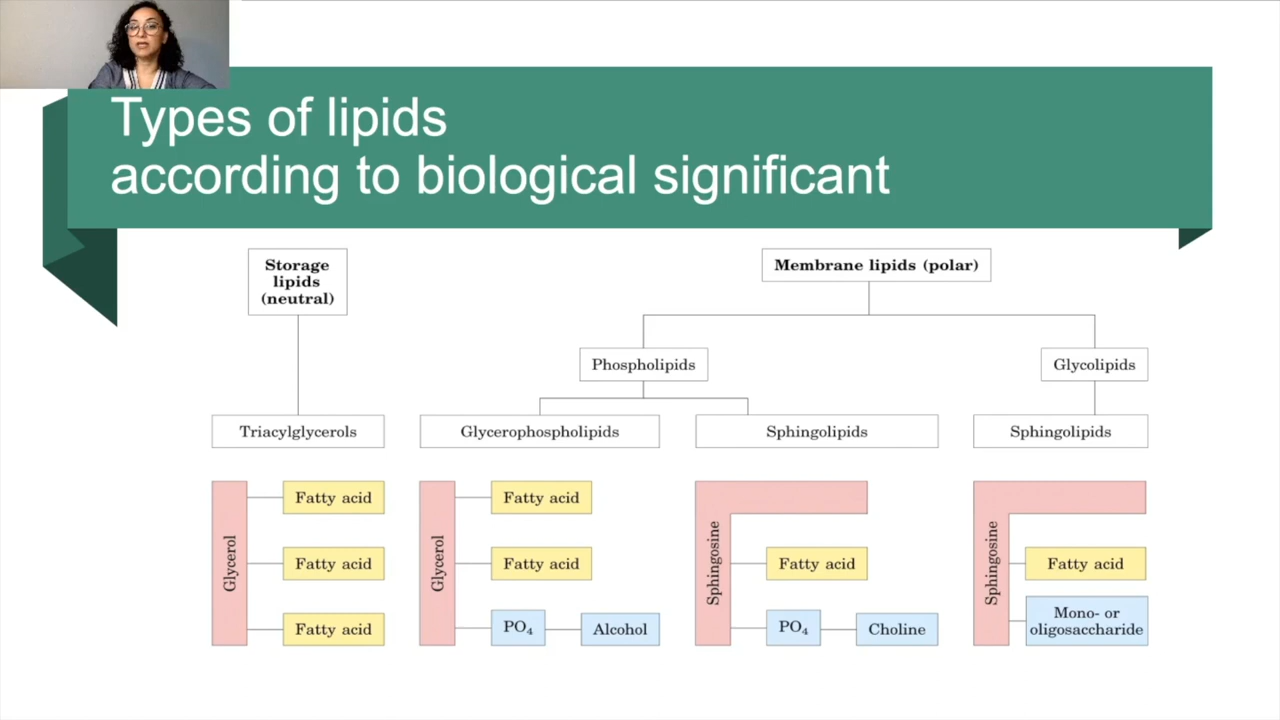 Types of lipids
according to biological significant
Storage
lipids
(neutral)
Membrane lipids (polar)
Phospholipids
Glycolipids
Triacylglycerols
Glycerophospholipids
Sphingolipids
Sphingolipids
Glycerol
Fatty acid
Fatty acid
Fatty acid
Glycerol
Fatty acid
Fatty acid
PO₄
Alcohol
Sphingosine
Fatty acid
PO₄
Choline
Sphingosine
Fatty acid
Mono- or
oligosaccharide